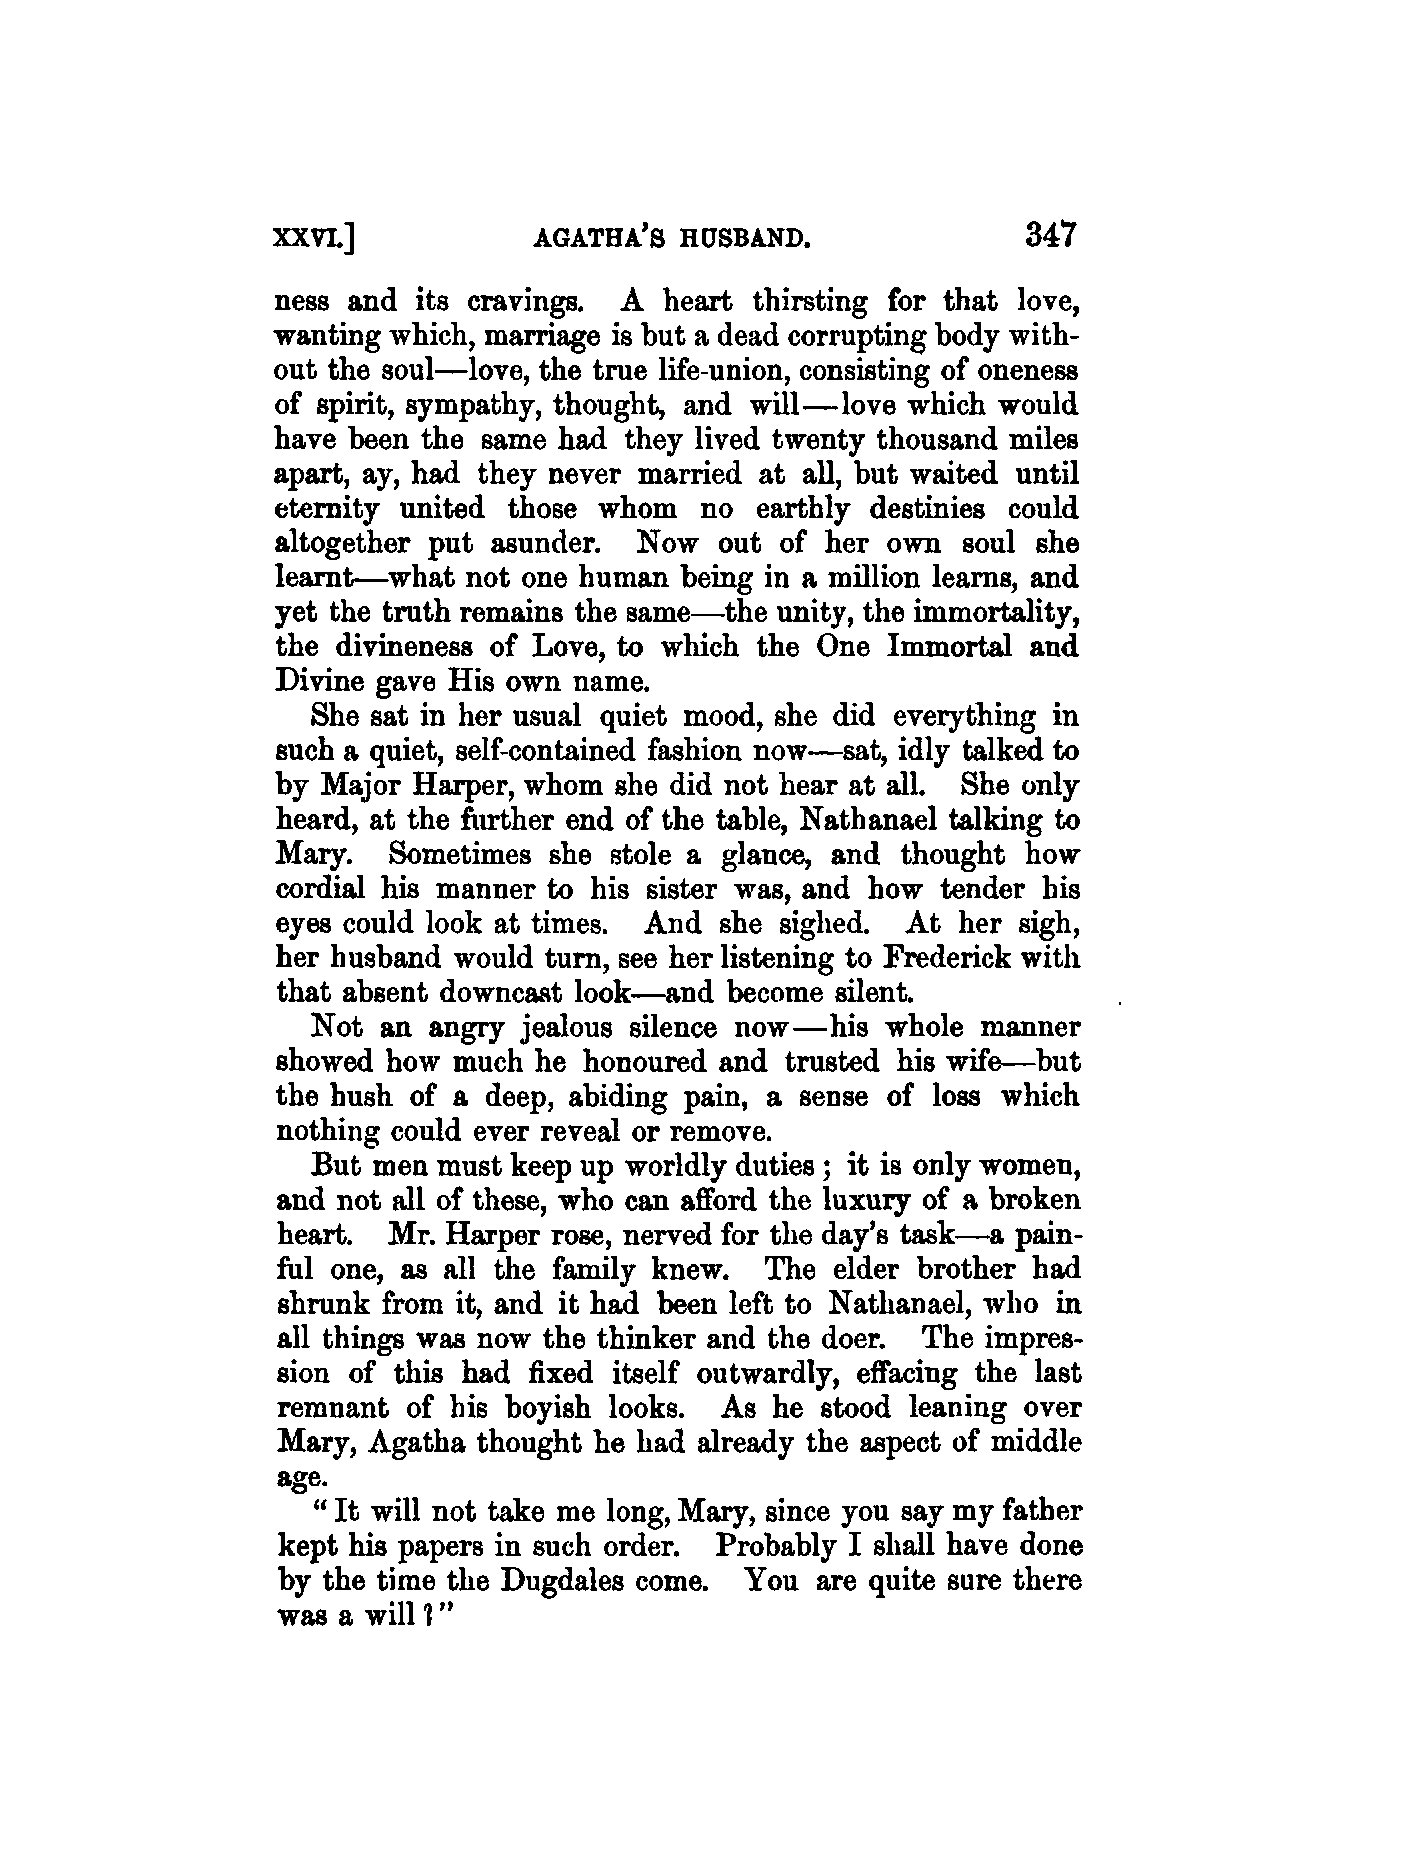 XXVI.] AGATHA'S HUSBAND. 347
ness and its cravings. A heart thirsting for that love,
wanting which, marriage is but a dead corrupting body with-
out the soul—love, the true life-union, consisting of oneness
of spirit, sympathy, thought, and will—love which would
have been the same had they lived twenty thousand miles
apart, ay, had they never married at all, but waited until
eternity united those whom no earthly destinies could
altogether put asunder. Now out of her own soul she
learnt—what not one human being in a million learns, and
yet the truth remains the same—the unity, the immortality,
the divineness of Love, to which the One Immortal and
Divine gave His own name.
She sat in her usual quiet mood, she did everything in
such a quiet, self-contained fashion now—sat, idly talked to
by Major Harper, whom she did not hear at all. She only
heard, at the further end of the table, Nathanael talking to
Mary. Sometimes she stole a glance, and thought how
cordial his manner to his sister was, and how tender his
eyes could look at times. And she sighed. At her sigh,
her husband would turn, see her listening to Frederick with
that absent downcast look—and become silent.
Not an angry jealous silence now—his whole manner
showed how much he honoured and trusted his wife—but
the hush of a deep, abiding pain, a sense of loss which
nothing could ever reveal or remove.
But men must keep up worldly duties; it is only women,
and not all of these, who can afford the luxury of a broken
heart. Mr. Harper rose, nerved for the day's task—a pain-
ful one, as all the family knew. The elder brother had
shrunk from it, and it had been left to Nathanael, who in
all things was now the thinker and the doer. The impres-
sion of this had fixed itself outwardly, effacing the last
remnant of his boyish looks. As he stood leaning over
Mary, Agatha thought he had already the aspect of middle
age.
"It will not take me long, Mary, since you say my father
kept his papers in such order. Probably I shall have done
by the time the Dugdales come. You are quite sure there
was a will?"